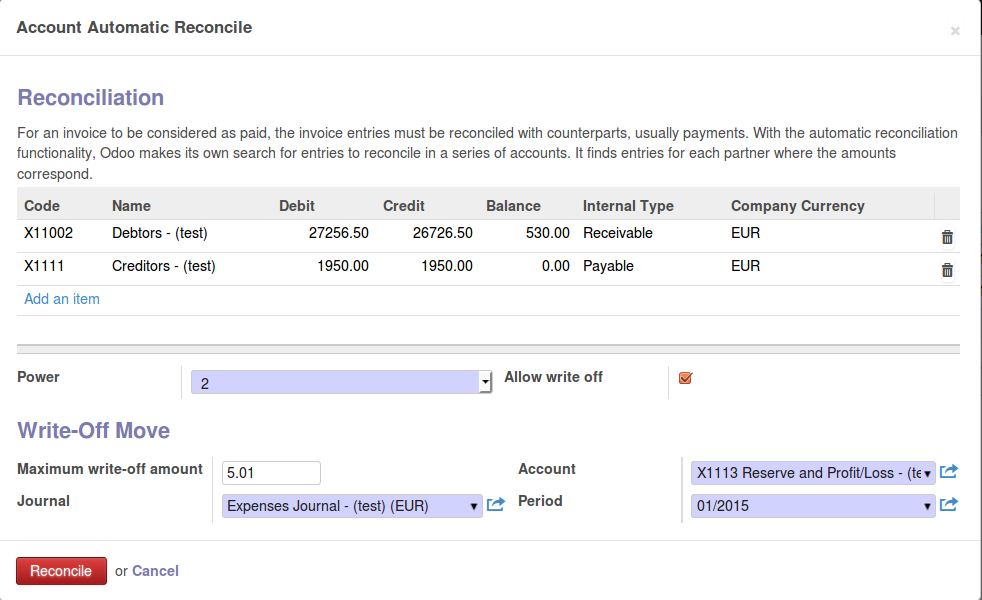 Account Automatic Reconcile
×
Reconciliation
For an invoice to be considered as paid, the invoice entries must be reconciled with counterparts, usually payments. With the automatic reconciliation
functionality, Odoo makes its own search for entries to reconcile in a series of accounts. It finds entries for each partner where the amounts
correspond.
Code Name Debit Credit Balance Internal Type Company Currency
X11002 Debtors - (test) 27256.50 26726.50 530.00 Receivable EUR
X1111 Creditors - (test) 1950.00 1950.00 0.00 Payable EUR
Add an item
Power 2 Allow write off
Write-Off Move
Maximum write-off amount 5.01 Account X1113 Reserve and Profit/Loss - (te
Journal Expenses Journal - (test) (EUR) Period 01/2015
Reconcile or Cancel